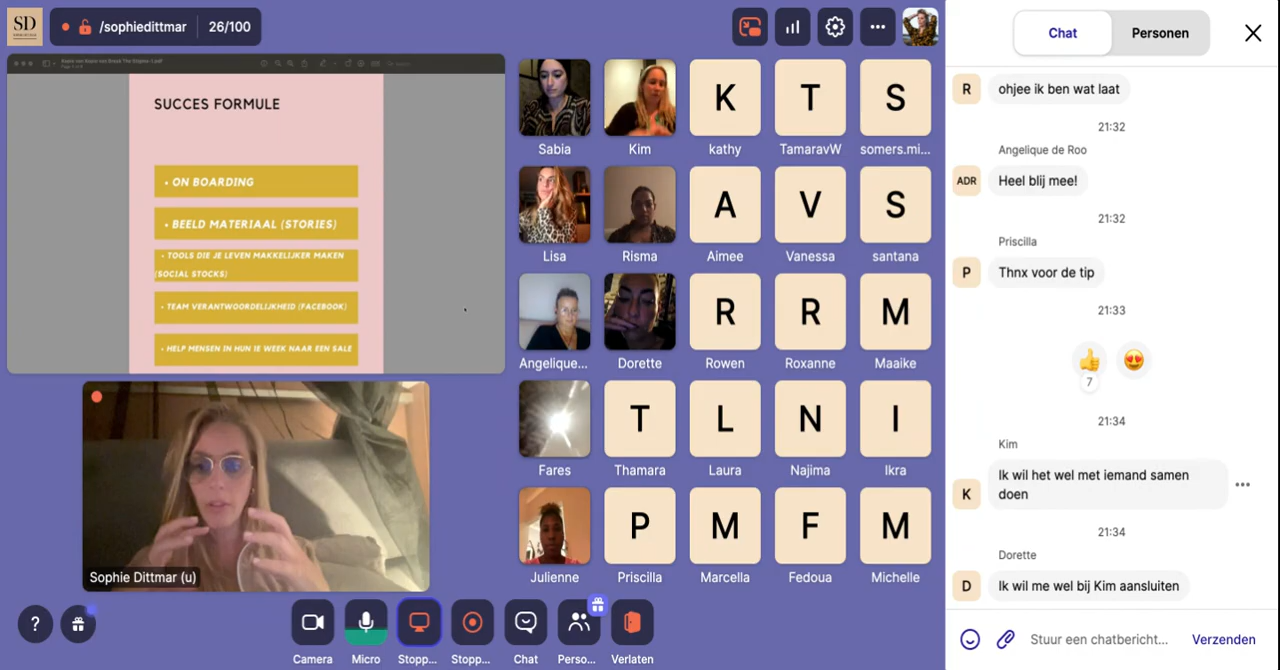 SD
/sophiedittmar
26/100
SUCCES FORMULE
• ON BOARDING
• BEELD MATERIAAL (STORIES)
• TOOLS DIE JE LEVEN MAKKELIJKER MAKEN
(SOCIAL STOCKS)
• TEAM VERANTWOORDELIJKHEID (FACEBOOK)
• HELP MENSEN IN HUN 1E WEEK NAAR EEN SALE
Sophie Dittmar (u)
K T S
Sabia Kim kathy TamaravW somers.mi...
A V S
Lisa Risma Aimee Vanessa santana
R R M
Angelique... Dorette Rowen Roxanne Maaike
T L N I
Fares Thamara Laura Najima Ikra
P M F M
Julienne Priscilla Marcella Fedoua Michelle
?
Camera Micro Stopp... Stopp... Chat Perso... Verlaten
Chat Personen
R
ohjee ik ben wat laat
21:32
Angelique de Roo
ADR
Heel blij mee!
21:32
Priscilla
P
Thnx voor de tip
21:33
7
21:34
Kim
Ik wil het wel met iemand samen
doen
K
21:34
Dorette
D
Ik wil me wel bij Kim aansluiten
Stuur een chatbericht...
Verzenden